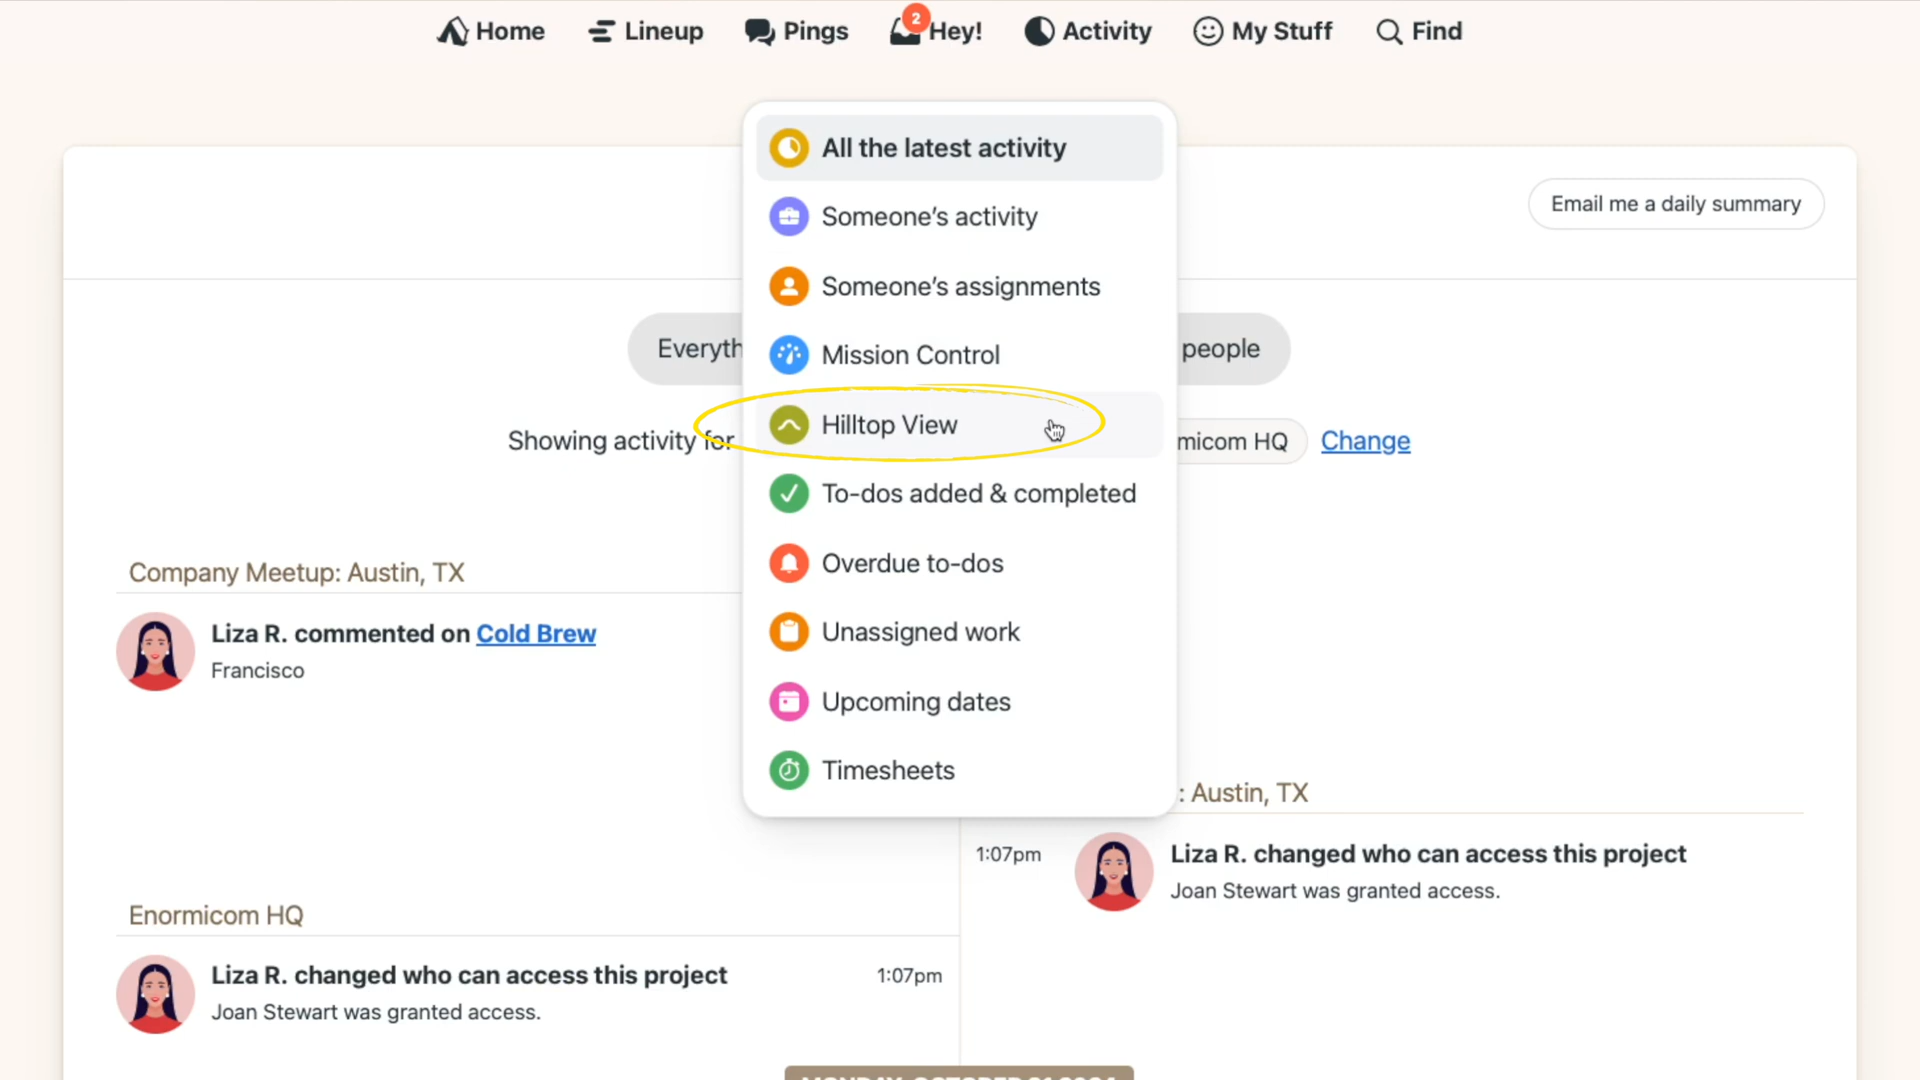 Home
Lineup
Pings
2
Hey!
Activity
My Stuff
Find
All the latest activity
Someone's activity
Someone's assignments
Mission Control
Hilltop View
To-dos added & completed
Overdue to-dos
Unassigned work
Upcoming dates
Timesheets
Email me a daily summary
people
Showing activity for
HQ
Change
Company Meetup: Austin, TX
Liza R. commented on Cold Brew
Francisco
: Austin, TX
1:07pm
Liza R. changed who can access this project
Joan Stewart was granted access.
Enormicom HQ
Liza R. changed who can access this project
1:07pm
Joan Stewart was granted access.